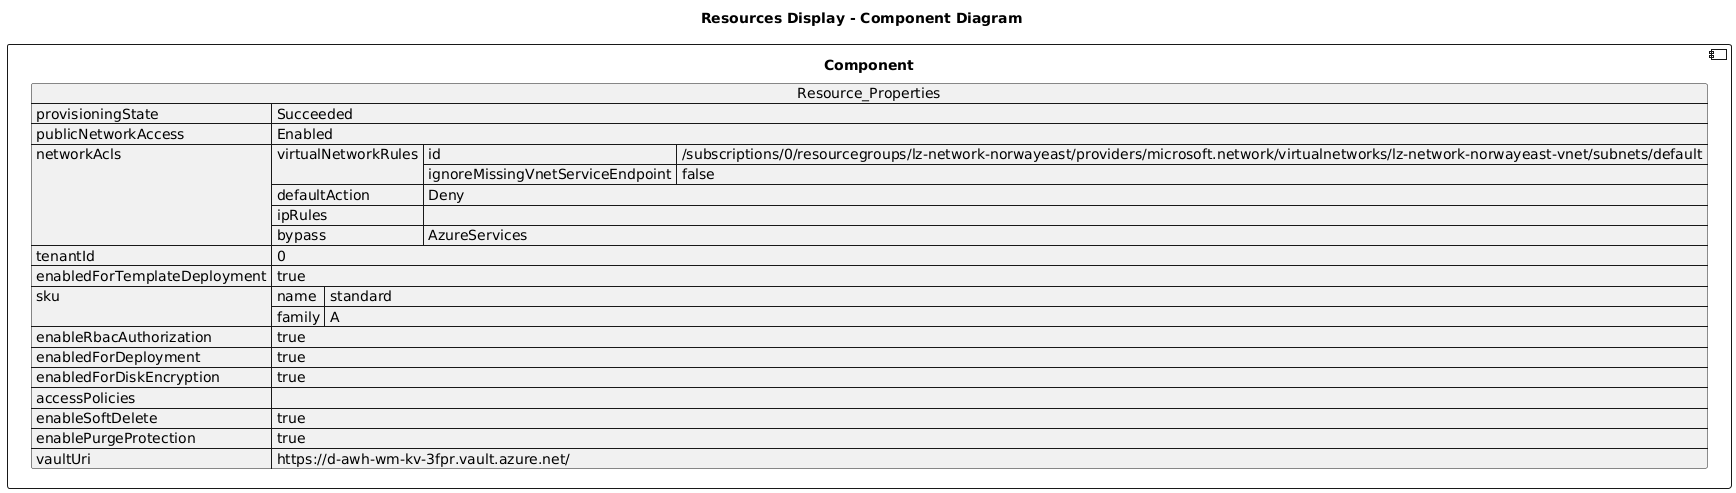 Resources Display - Component Diagram
Component
Resource_Properties
provisioningState Succeeded
publicNetworkAccess Enabled
networkAcls virtualNetworkRules id /subscriptions/0/resourcegroups/lz-network-norwayeast/providers/microsoft.network/virtualnetworks/lz-network-norwayeast-vnet/subnets/default
ignoreMissingVnetServiceEndpoint false
defaultAction Deny
ipRules
bypass AzureServices
tenantId 0
enabledForTemplateDeployment true
sku name standard
family A
enableRbacAuthorization true
enabledForDeployment true
enabledForDiskEncryption true
accessPolicies
enableSoftDelete true
enablePurgeProtection true
vaultUri https://d-awh-wm-kv-3fpr.vault.azure.net/